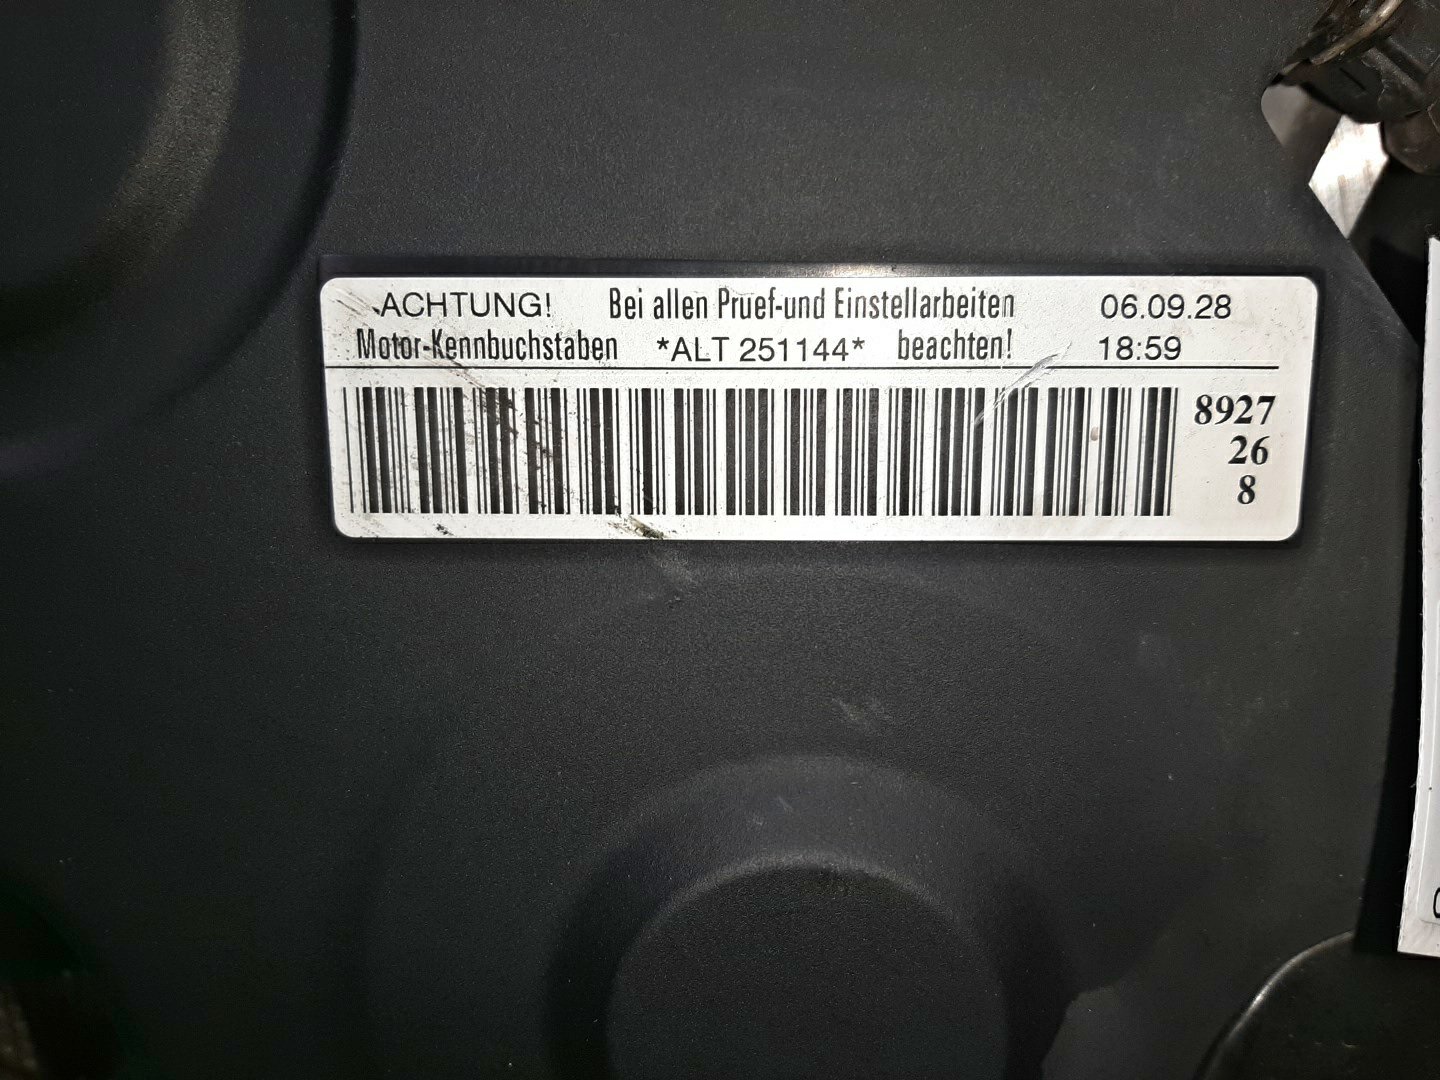 ACHTUNG! Bei allen Pruef-und Einstellarbeiten 06.09.28
Motor-Kennbuchstaben *ALT 251144* beachten! 18:59
8927
26
8